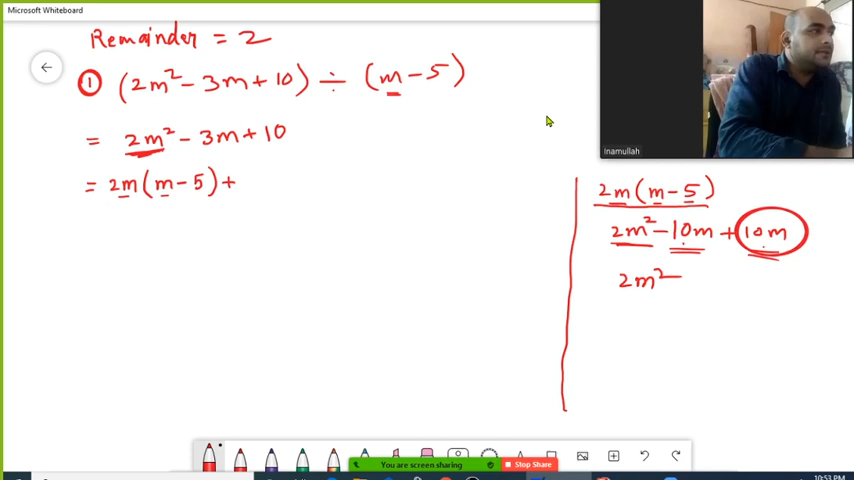 Microsoft Whiteboard
Remainder = 2
① (2m² - 3m + 10) ÷ (m - 5)
= 2m² - 3m + 10
= 2m(m - 5) +
2m(m - 5)
2m² - 10m + 10m
2m²
Inamullah
You are screen sharing
Stop Share
10:53 PM